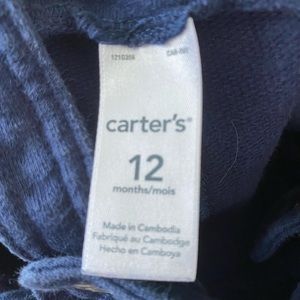 carter's®
12
months/mois
Made in Cambodia
Fabriqué au Cambodge
Hecho en Camboya